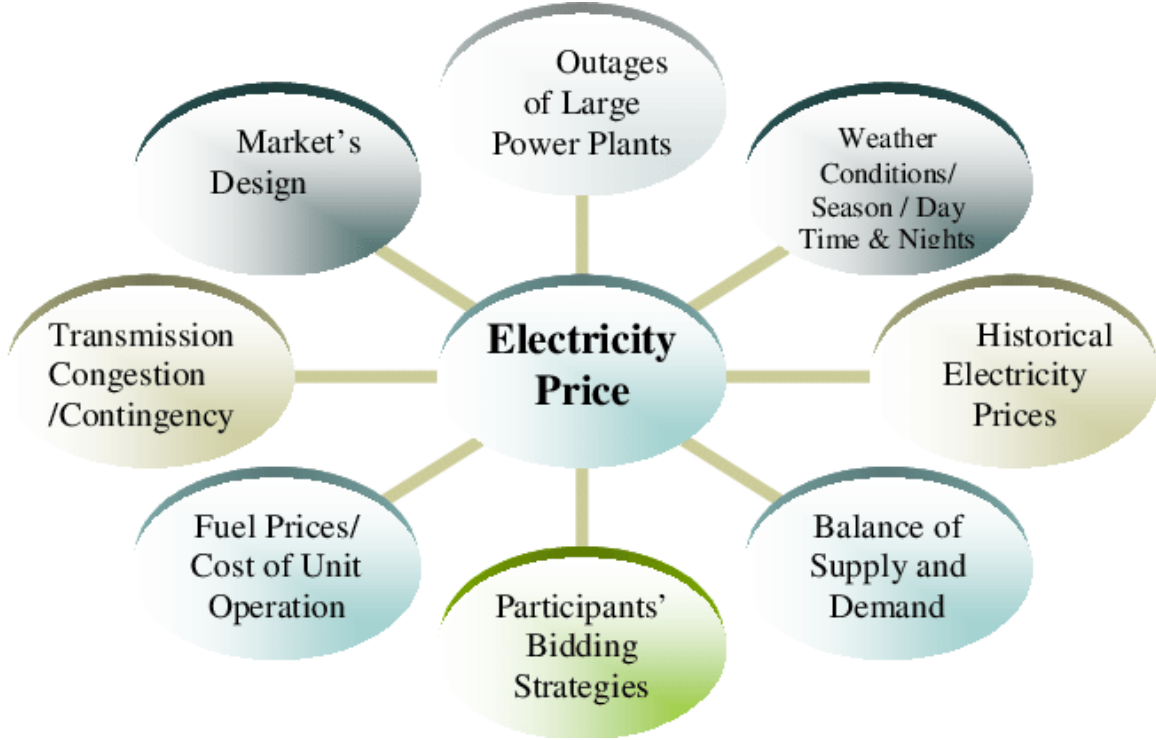 Outages
of Large
Power Plants
Market's
Design
Weather
Conditions/
Season / Day
Time & Nights
Transmission
Congestion
/Contingency
Electricity
Price
Historical
Electricity
Prices
Fuel Prices/
Cost of Unit
Operation
Participants'
Bidding
Strategies
Balance of
Supply and
Demand